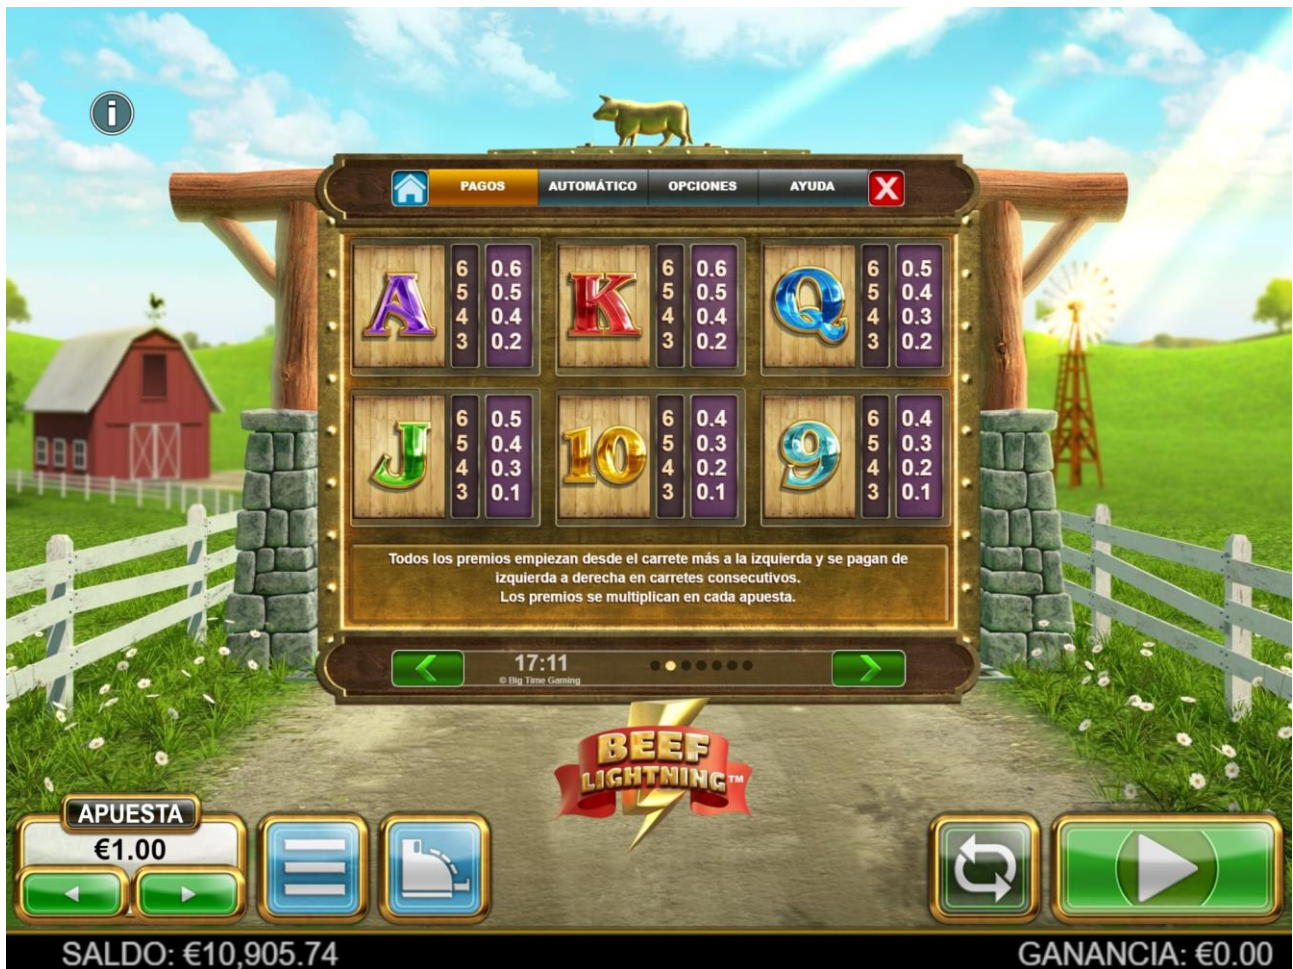 i
PAGOS AUTOMÁTICO OPCIONES AYUDA X
A 6 0.6 K 6 0.6 Q 6 0.5
5 0.5 5 0.5 5 0.4
4 0.4 4 0.4 4 0.3
3 0.2 3 0.2 3 0.2
J 6 0.5 10 6 0.4 9 6 0.4
5 0.4 5 0.3 5 0.3
4 0.3 4 0.2 4 0.2
3 0.1 3 0.1 3 0.1
Todos los premios empiezan desde el carrete más a la izquierda y se pagan de
izquierda a derecha en carretes consecutivos.
Los premios se multiplican en cada apuesta.
17:11
© Big Time Gaming
BEEF
LIGHTNING™
APUESTA
€1.00
SALDO: €10,905.74 GANANCIA: €0.00